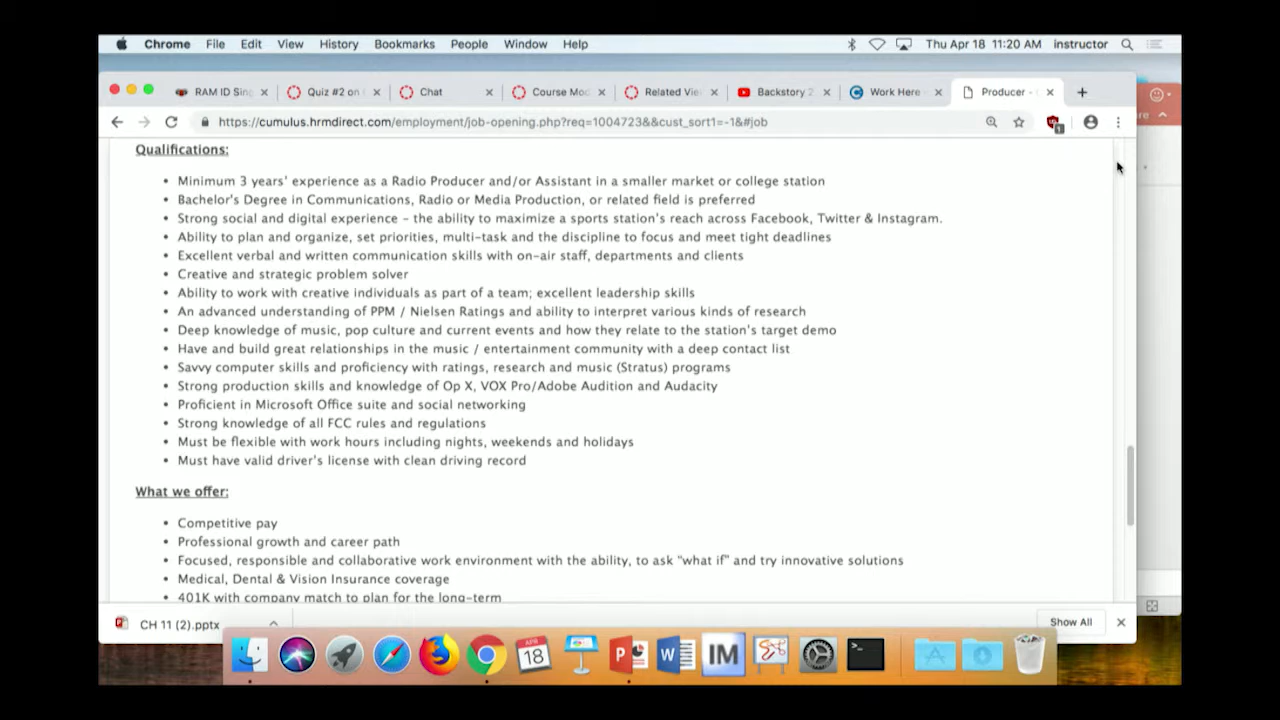 Chrome File Edit View History Bookmarks People Window Help Thu Apr 18 11:20 AM instructor
RAM ID Sing Quiz #2 on Chat Course Mod Related Vie Backstory 2 Work Here - Producer -
https://cumulus.hrmdirect.com/employment/job-opening.php?req=1004723&&cust_sort1=-1&#job
Qualifications:
• Minimum 3 years' experience as a Radio Producer and/or Assistant in a smaller market or college station
• Bachelor's Degree in Communications, Radio or Media Production, or related field is preferred
• Strong social and digital experience – the ability to maximize a sports station's reach across Facebook, Twitter & Instagram.
• Ability to plan and organize, set priorities, multi-task and the discipline to focus and meet tight deadlines
• Excellent verbal and written communication skills with on-air staff, departments and clients
• Creative and strategic problem solver
• Ability to work with creative individuals as part of a team; excellent leadership skills
• An advanced understanding of PPM / Nielsen Ratings and ability to interpret various kinds of research
• Deep knowledge of music, pop culture and current events and how they relate to the station's target demo
• Have and build great relationships in the music / entertainment community with a deep contact list
• Savvy computer skills and proficiency with ratings, research and music (Stratus) programs
• Strong production skills and knowledge of Op X, VOX Pro/Adobe Audition and Audacity
• Proficient in Microsoft Office suite and social networking
• Strong knowledge of all FCC rules and regulations
• Must be flexible with work hours including nights, weekends and holidays
• Must have valid driver's license with clean driving record
What we offer:
• Competitive pay
• Professional growth and career path
• Focused, responsible and collaborative work environment with the ability, to ask "what if" and try innovative solutions
• Medical, Dental & Vision Insurance coverage
• 401K with company match to plan for the long-term
CH 11 (2).pptx Show All
APR
18
P W IM